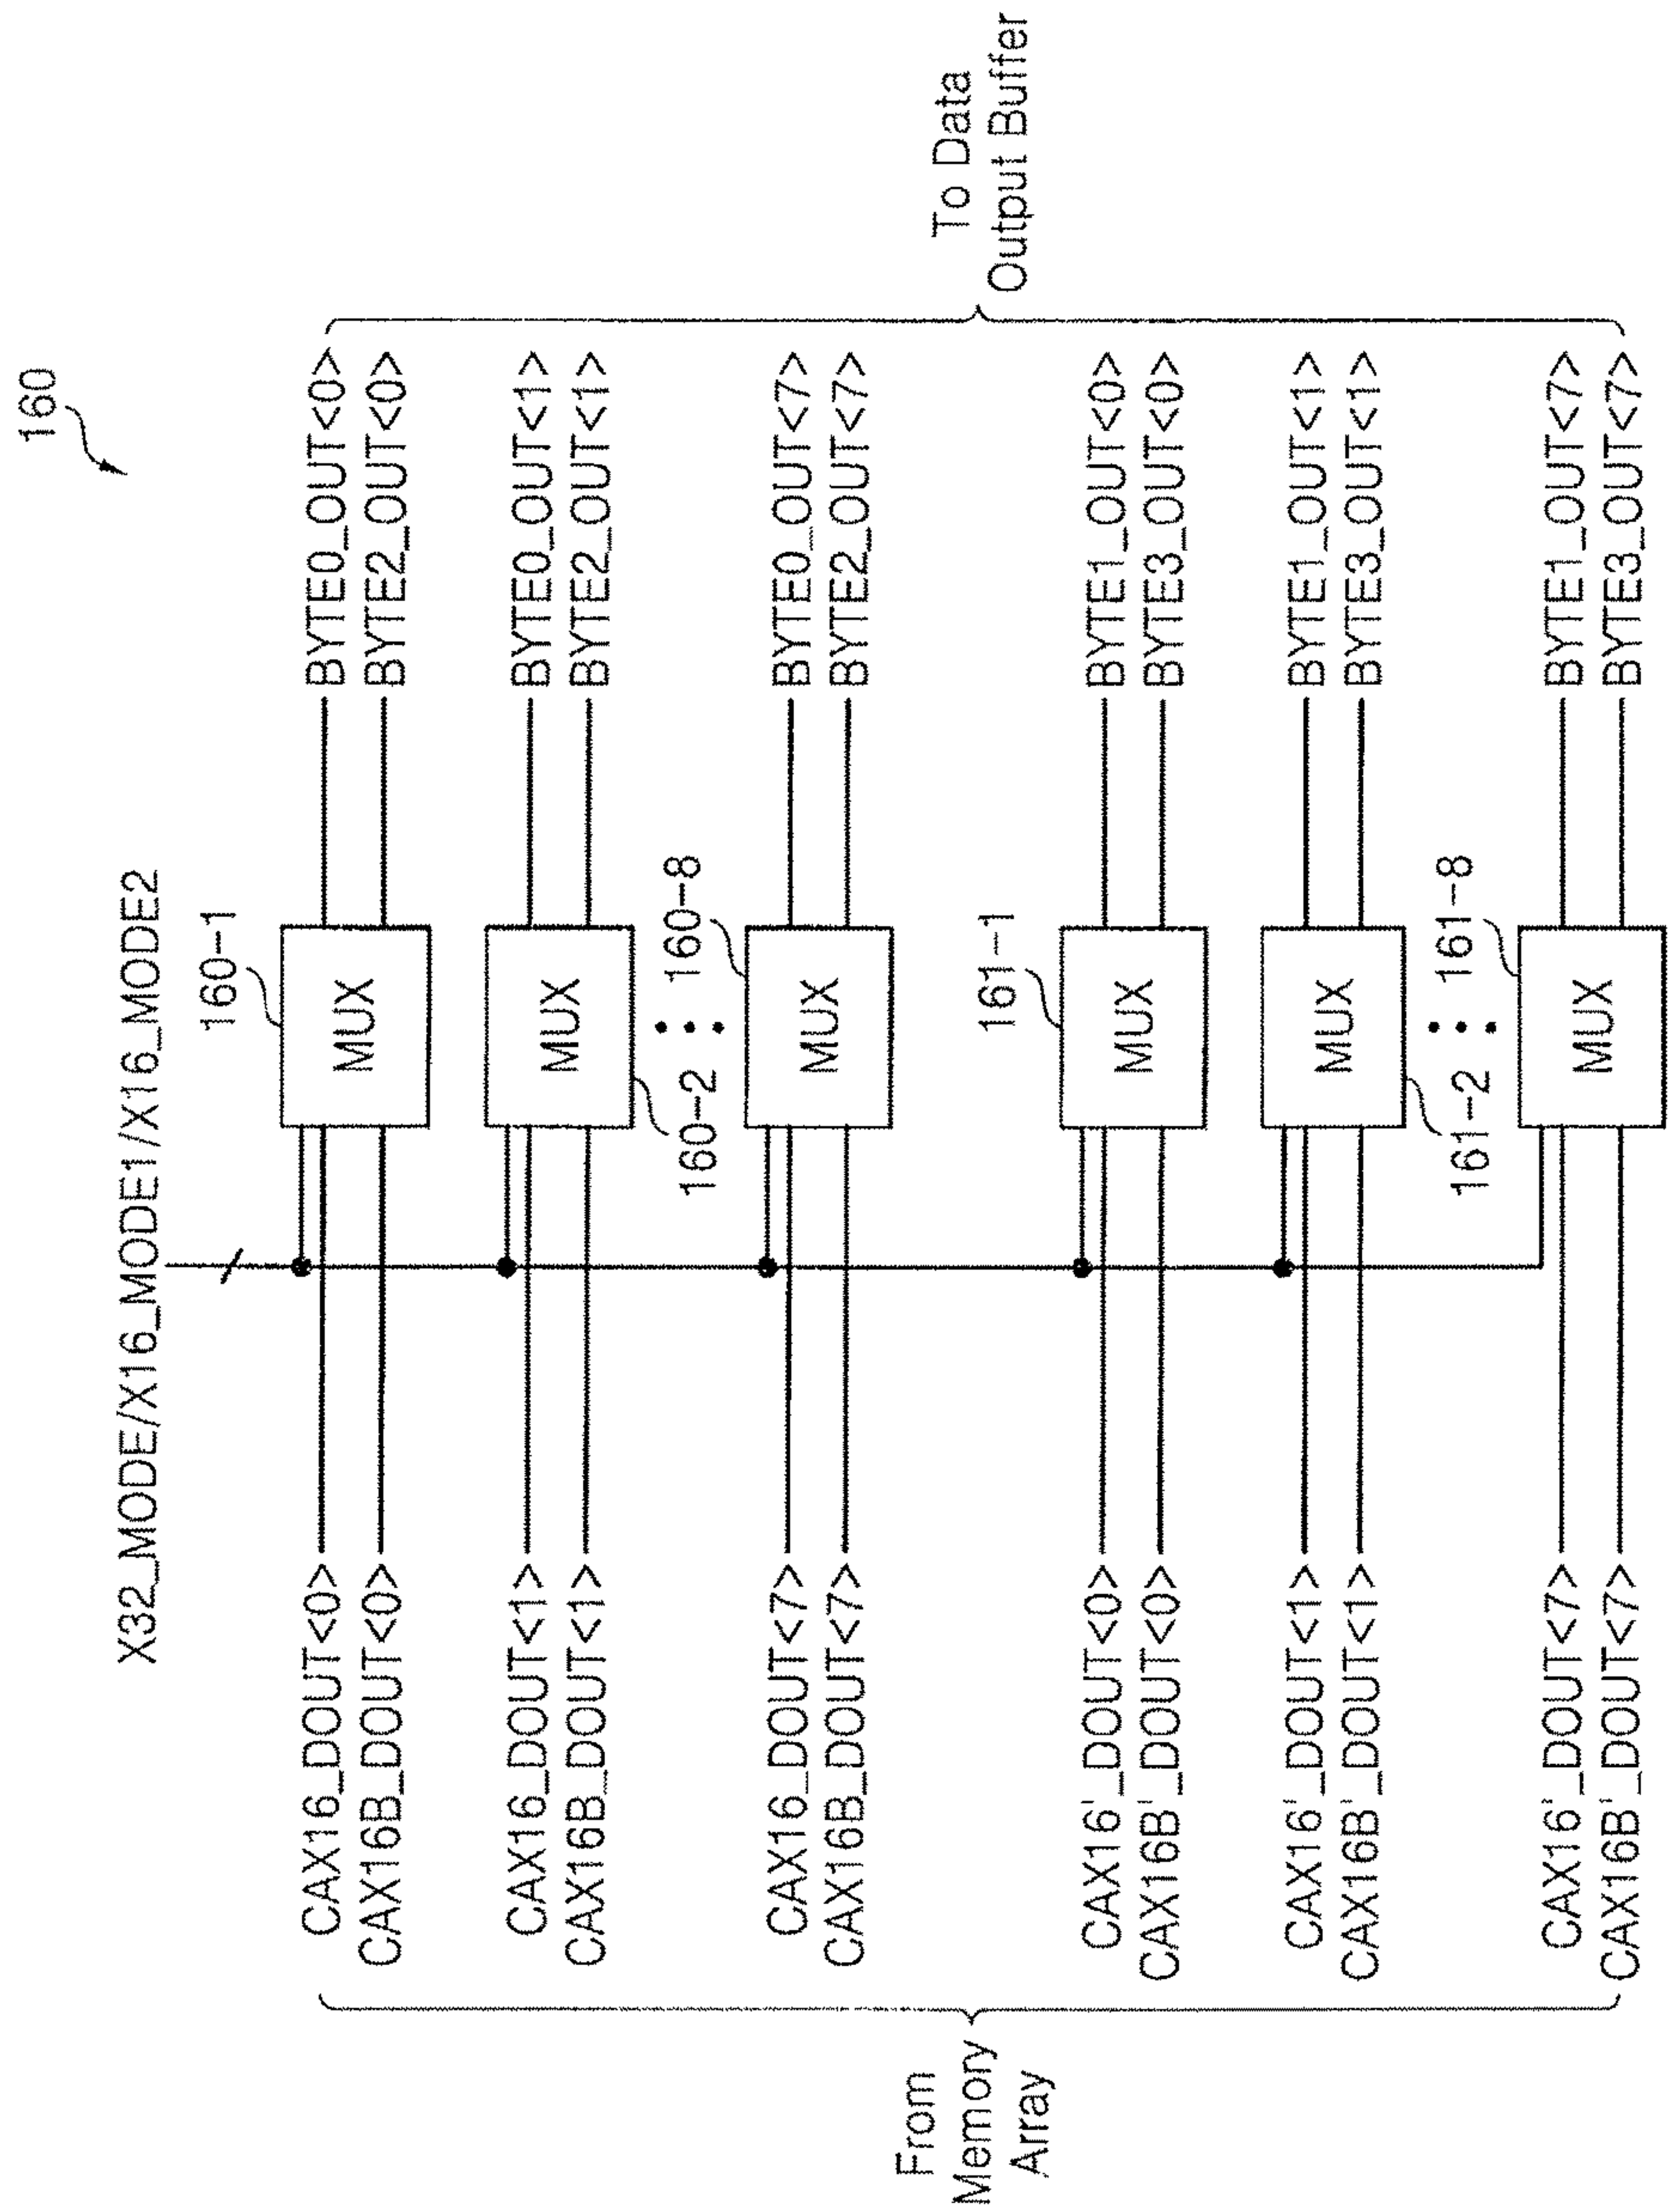 160
X32_MODE/X16_MODE1/X16_MODE2
160-1
CAX16_DOUT<0>
MUX
BYTE0_OUT<0>
CAX16B_DOUT<0>
BYTE2_OUT<0>
CAX16_DOUT<1>
MUX
BYTE0_OUT<1>
CAX16B_DOUT<1>
BYTE2_OUT<1>
160-2
160-8
CAX16_DOUT<7>
MUX
BYTE0_OUT<7>
CAX16B_DOUT<7>
BYTE2_OUT<7>
From
Memory
Array
To Data
Output Buffer
161-1
CAX16'_DOUT<0>
MUX
BYTE1_OUT<0>
CAX16B'_DOUT<0>
BYTE3_OUT<0>
CAX16'_DOUT<1>
MUX
BYTE1_OUT<1>
CAX16B'_DOUT<1>
BYTE3_OUT<1>
161-2
161-8
CAX16'_DOUT<7>
MUX
BYTE1_OUT<7>
CAX16B'_DOUT<7>
BYTE3_OUT<7>